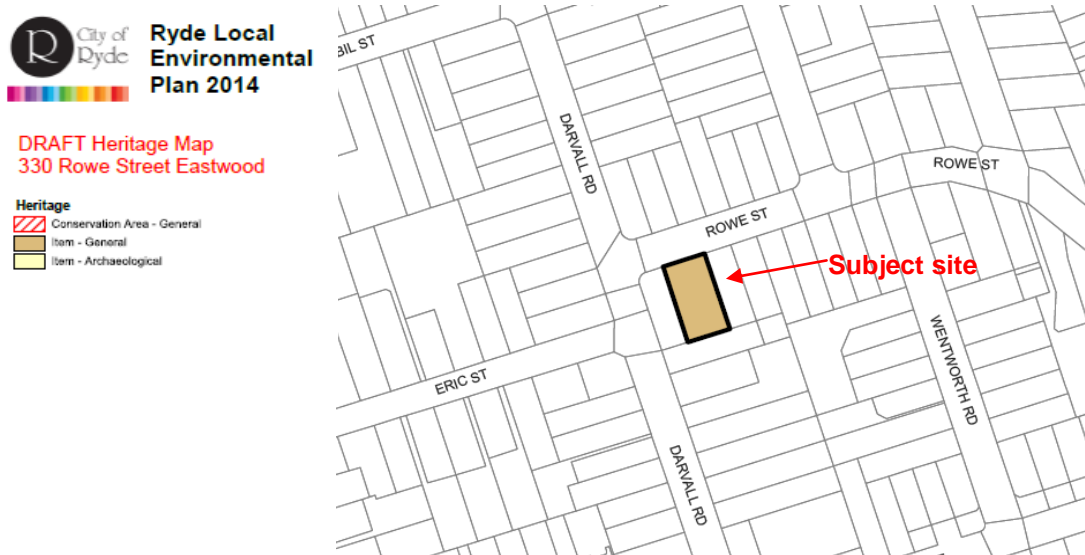 R
City of
Ryde
Ryde Local
Environmental
Plan 2014
DRAFT Heritage Map
330 Rowe Street Eastwood
Heritage
Conservation Area - General
Item - General
Item - Archaeological
BIL ST
DARVALL RD
ROWE ST
ROWE ST
Subject site
ERIC ST
WENTWORTH RD
DARVALL RD